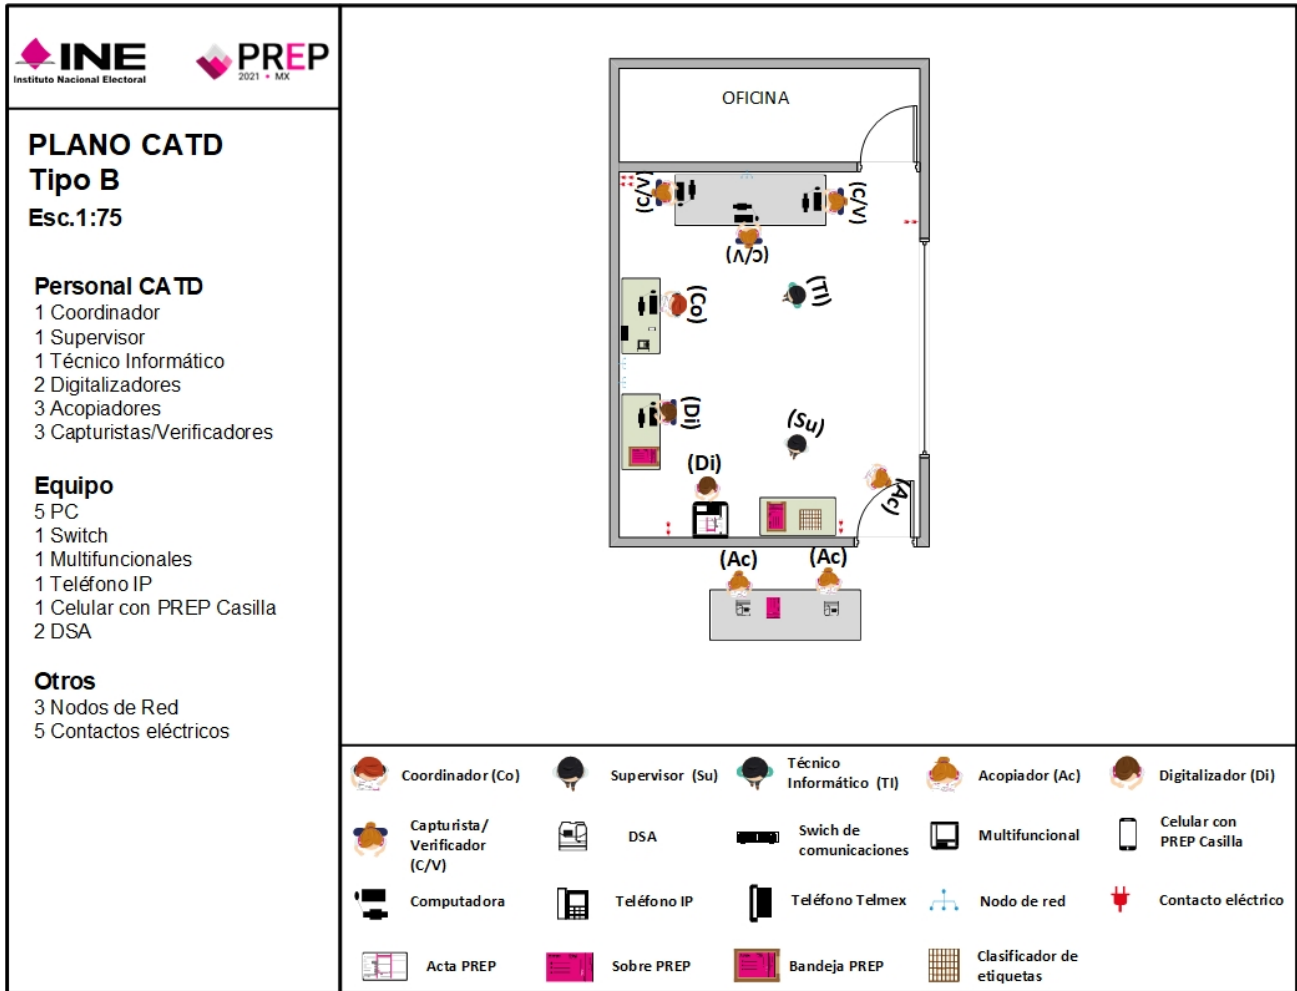 INE
Instituto Nacional Electoral
PREP
2021 • MX
PLANO CATD
Tipo B
Esc.1:75
Personal CATD
1 Coordinador
1 Supervisor
1 Técnico Informático
2 Digitalizadores
3 Acopiadores
3 Capturistas/Verificadores
Equipo
5 PC
1 Switch
1 Multifuncionales
1 Teléfono IP
1 Celular con PREP Casilla
2 DSA
Otros
3 Nodos de Red
5 Contactos eléctricos
OFICINA
(C/V)
(C/V)
(C/V)
(Co)
(TI)
(Di)
(Su)
(Di)
(Ac)
(Ac)
(Ac)
Coordinador (Co)
Supervisor (Su)
Técnico
Informático (TI)
Acopiador (Ac)
Digitalizador (Di)
Capturista/
Verificador
(C/V)
DSA
Swich de
comunicaciones
Multifuncional
Celular con
PREP Casilla
Computadora
Teléfono IP
Teléfono Telmex
Nodo de red
Contacto eléctrico
Acta PREP
Sobre PREP
Bandeja PREP
Clasificador de
etiquetas